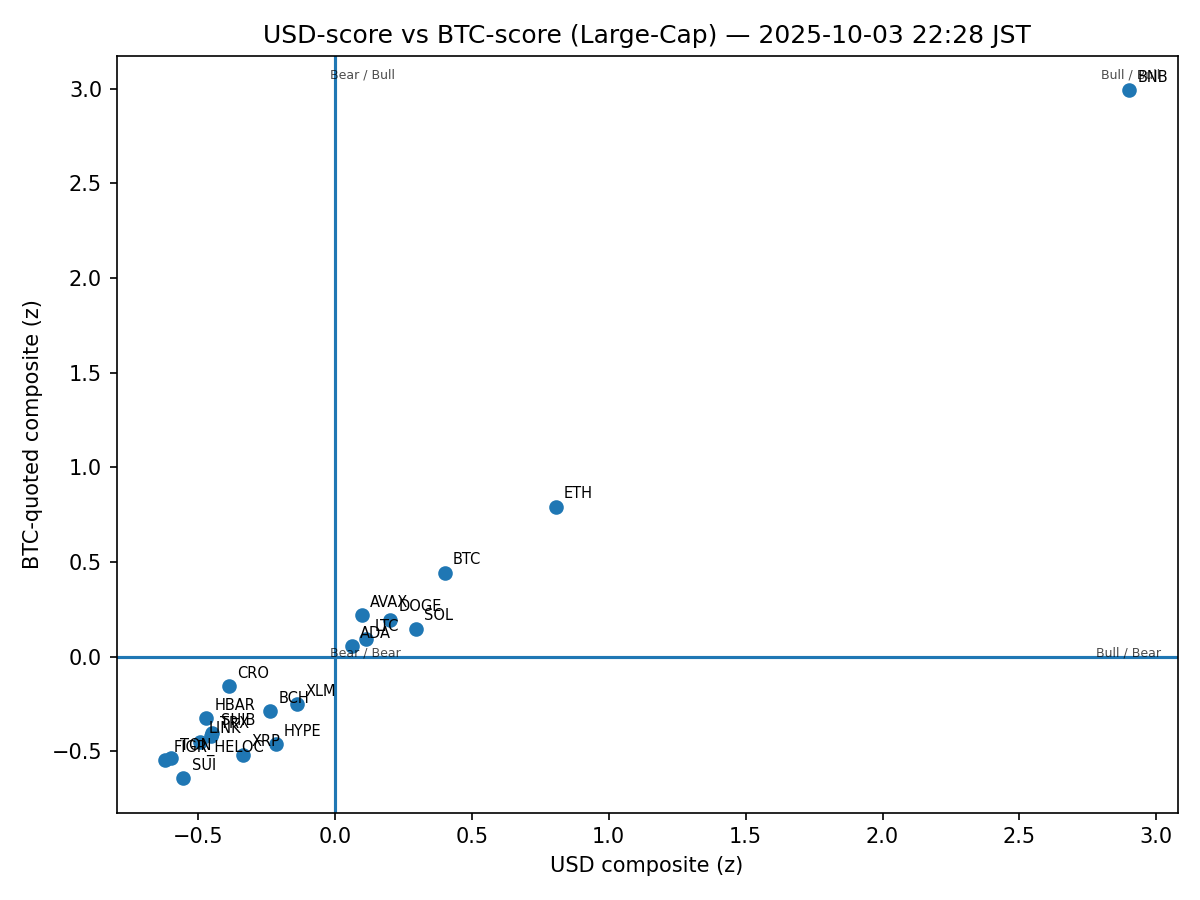 USD-score vs BTC-score (Large-Cap) — 2025-10-03 22:28 JST
Bear / Bull
Bull / Bull
BNB
3.0
2.5
2.0
1.5
1.0
0.5
0.0
−0.5
BTC-quoted composite (z)
ETH
BTC
AVAX
DOGE
SOL
LTC
ADA
Bear / Bear
Bull / Bear
CRO
XLM
BCH
HBAR
SHIB
TRX
LINK
HYPE
XRP
TON
FIGR_HELOC
SUI
−0.5
0.0
0.5
1.0
1.5
2.0
2.5
3.0
USD composite (z)